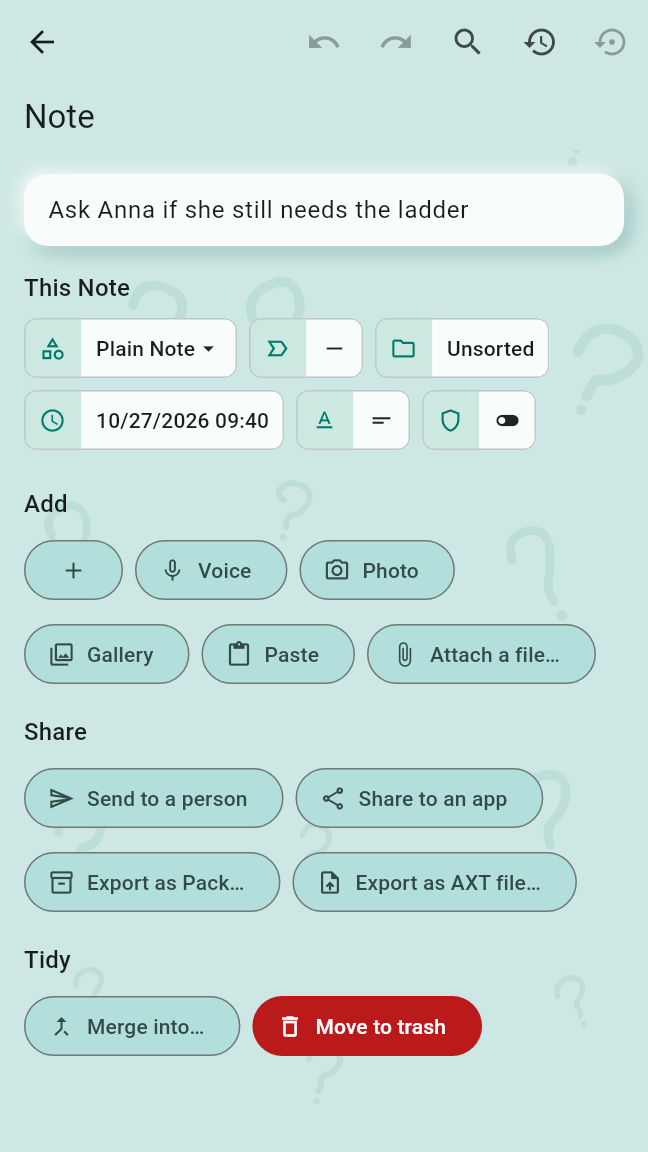 Note
Ask Anna if she still needs the ladder
This Note
Plain Note
Unsorted
10/27/2026 09:40
Add
Voice
Photo
Gallery
Paste
Attach a file…
Share
Send to a person
Share to an app
Export as Pack…
Export as AXT file…
Tidy
Merge into…
Move to trash